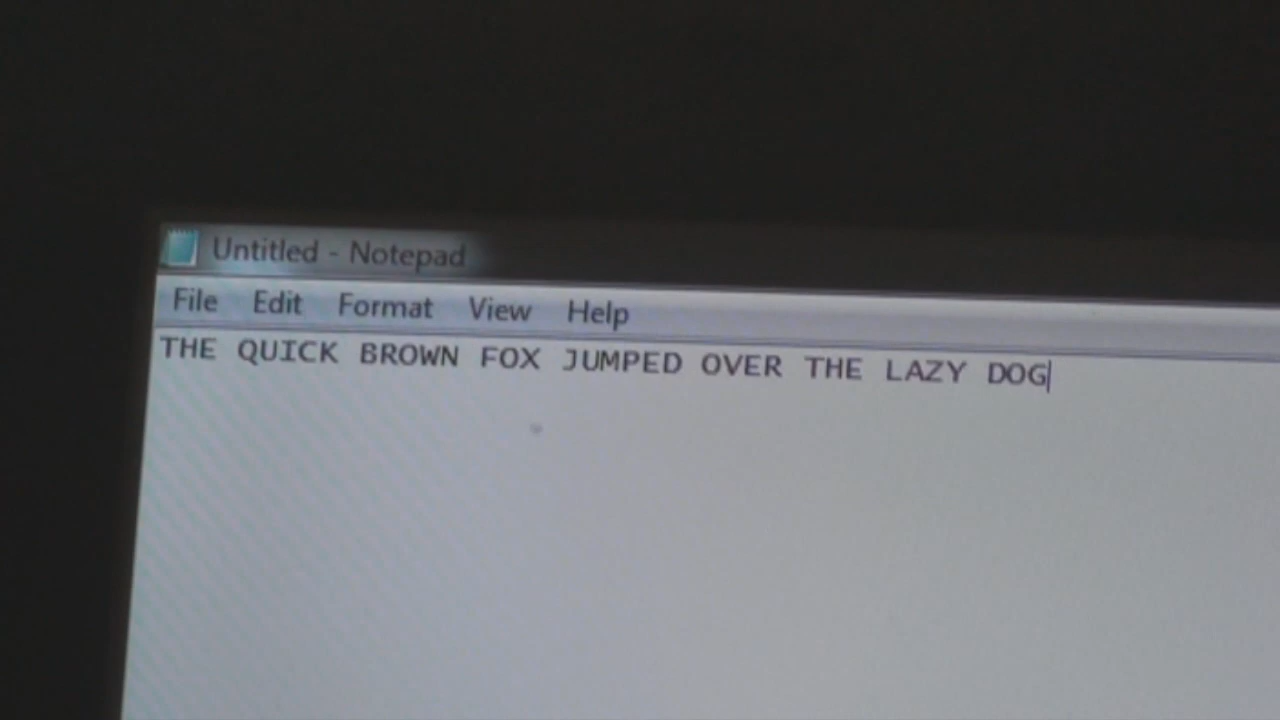 Untitled - Notepad
File Edit Format View Help
THE QUICK BROWN FOX JUMPED OVER THE LAZY DOG